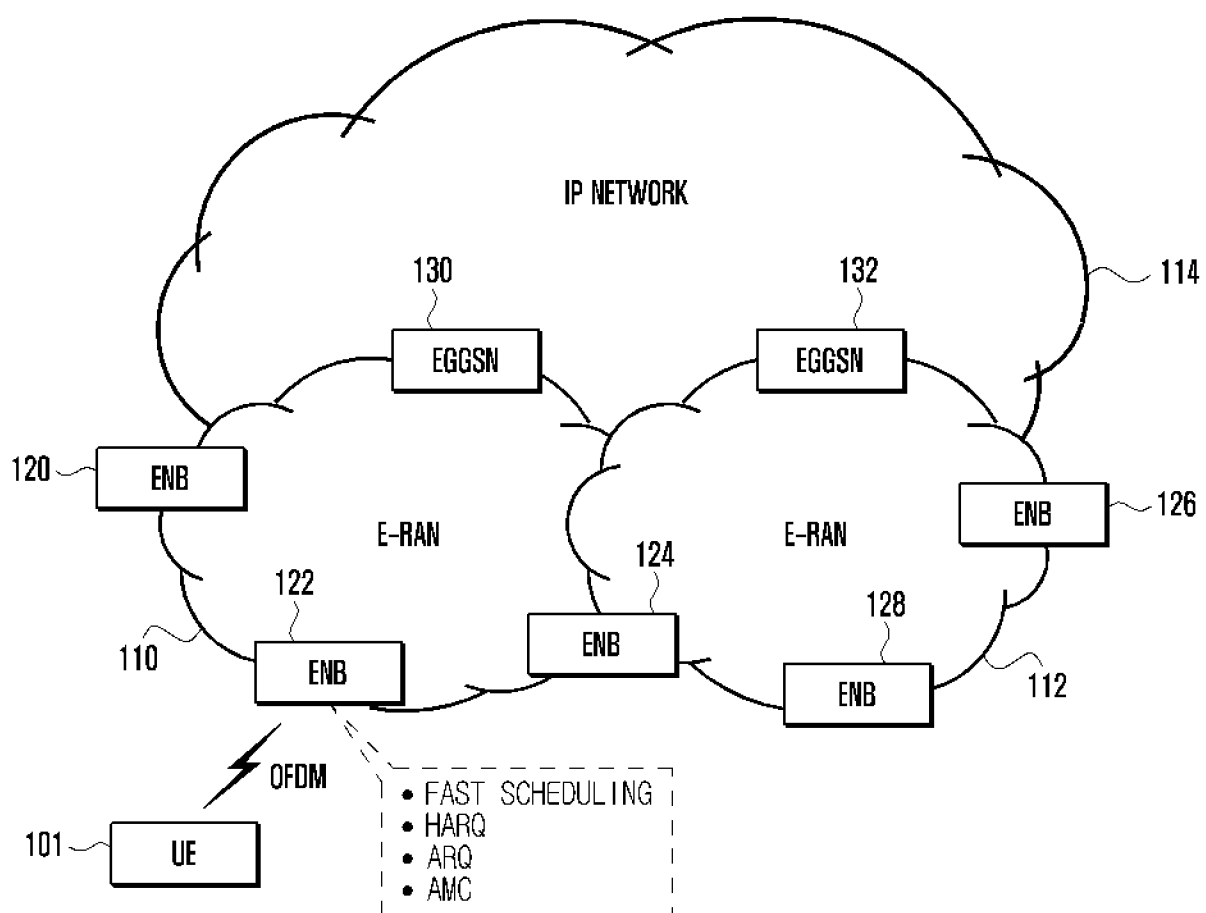 IP NETWORK
114
130
132
EGGSN
EGGSN
120
ENB
126
ENB
E-RAN
E-RAN
124
122
128
ENB
110
ENB
ENB
112
OFDM
• FAST SCHEDULING
• HARQ
• ARQ
• AMC
101
UE